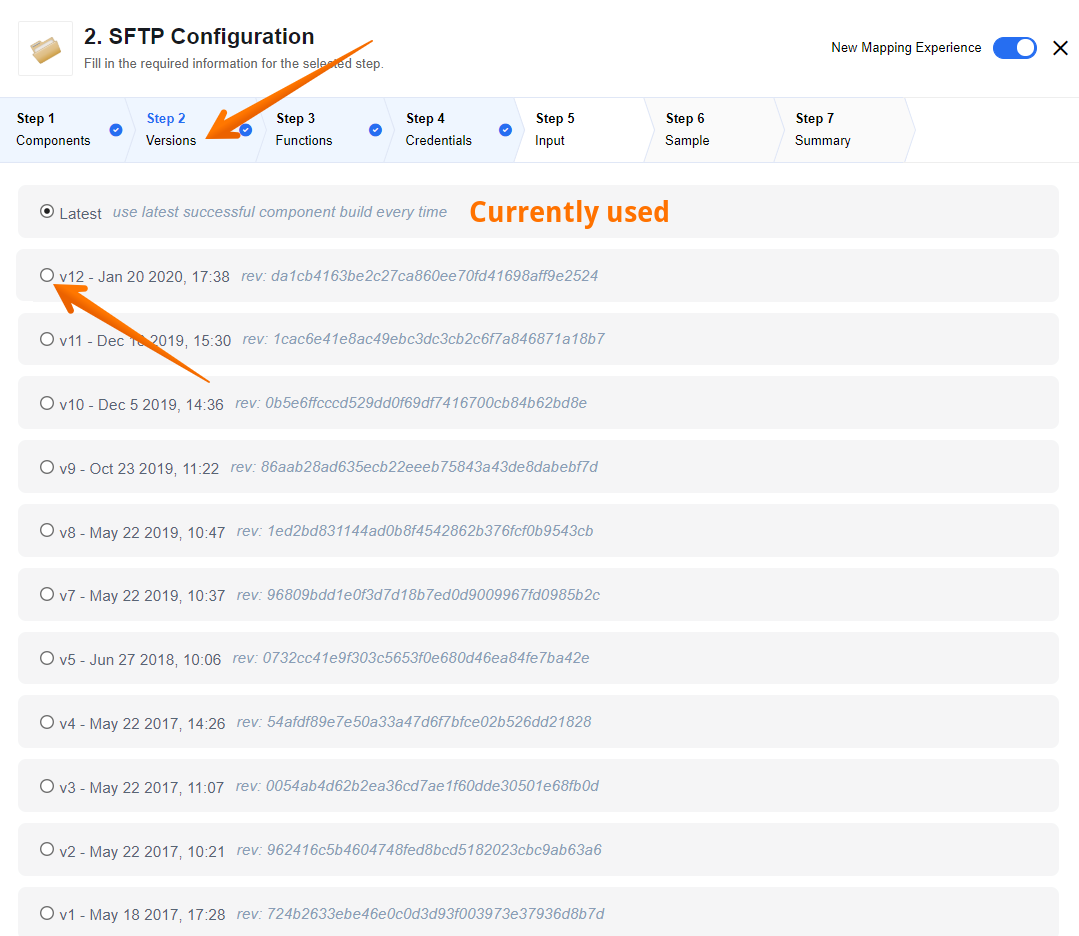 2. SFTP Configuration
Fill in the required information for the selected step.
New Mapping Experience
Step 1
Components
Step 2
Versions
Step 3
Functions
Step 4
Credentials
Step 5
Input
Step 6
Sample
Step 7
Summary
Latest use latest successful component build every time Currently used
v12 - Jan 20 2020, 17:38 rev: da1cb4163be2c27ca860ee70fd41698aff9e2524
v11 - Dec 18 2019, 15:30 rev: 1cac6e41e8ac49ebc3dc3cb2c6f7a846871a18b7
v10 - Dec 5 2019, 14:36 rev: 0b5e6ffcccd529dd0f69df7416700cb84b62bd8e
v9 - Oct 23 2019, 11:22 rev: 86aab28ad635ecb22eeeb75843a43de8dabebf7d
v8 - May 22 2019, 10:47 rev: 1ed2bd831144ad0b8f4542862b376fcf0b9543cb
v7 - May 22 2019, 10:37 rev: 96809bdd1e0f3d7d18b7ed0d9009967fd0985b2c
v5 - Jun 27 2018, 10:06 rev: 0732cc41e9f303c5653f0e680d46ea84fe7ba42e
v4 - May 22 2017, 14:26 rev: 54afdf89e7e50a33a47d6f7bfce02b526dd21828
v3 - May 22 2017, 11:07 rev: 0054ab4d62b2ea36cd7ae1f60dde30501e68fb0d
v2 - May 22 2017, 10:21 rev: 962416c5b4604748fed8bcd5182023cbc9ab63a6
v1 - May 18 2017, 17:28 rev: 724b2633ebe46e0c0d3d93f003973e37936d8b7d